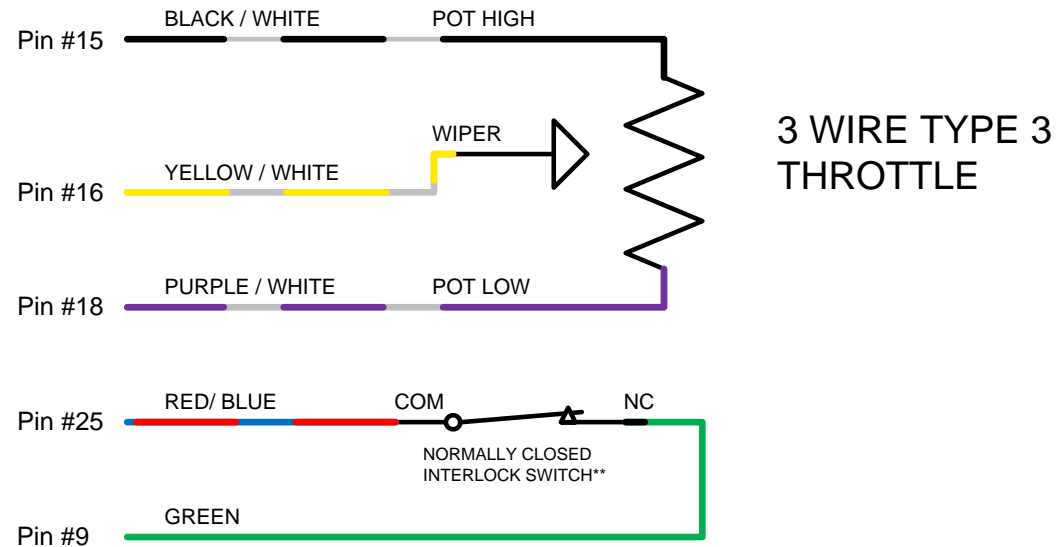 BLACK / WHITE
POT HIGH
Pin #15
3 WIRE TYPE 3
THROTTLE
WIPER
YELLOW / WHITE
Pin #16
PURPLE / WHITE
POT LOW
Pin #18
RED/ BLUE
COM
NC
Pin #25
NORMALLY CLOSED
INTERLOCK SWITCH**
GREEN
Pin #9